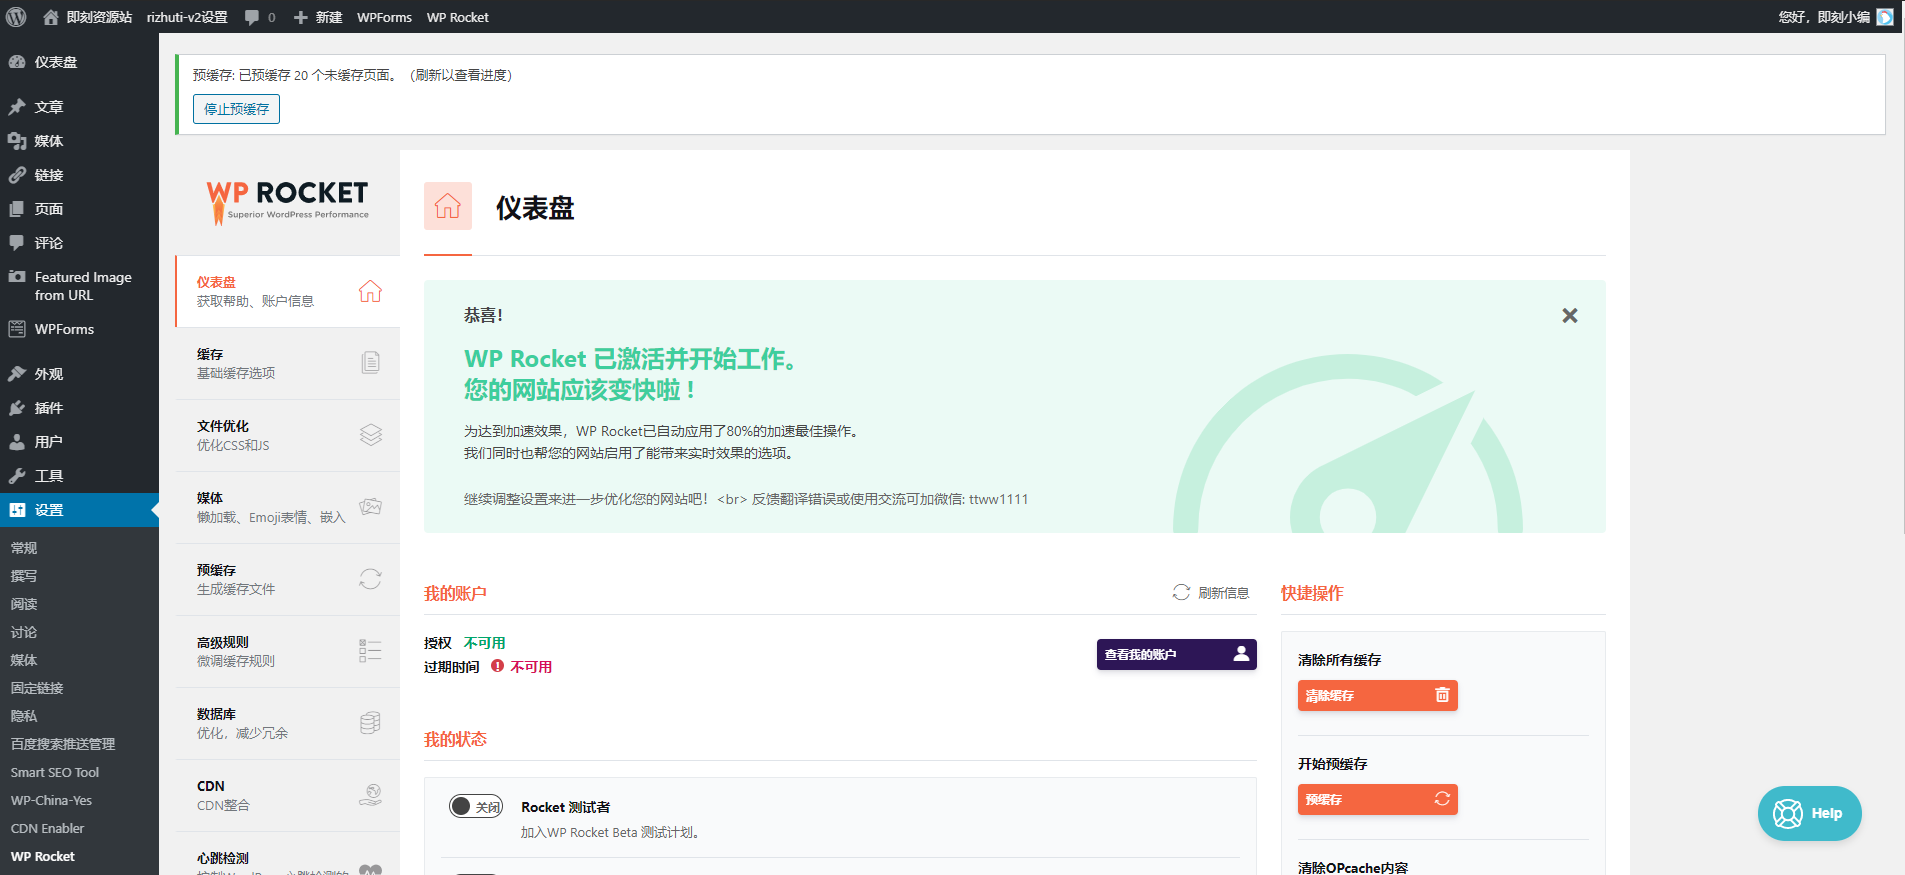 即刻资源站 rizhuti-v2设置 0 新建 WPForms WP Rocket
您好，即刻小编
仪表盘
文章
媒体
链接
页面
评论
Featured Image
from URL
WPForms
外观
插件
用户
工具
设置
常规
撰写
阅读
讨论
媒体
固定链接
隐私
百度搜索推送管理
Smart SEO Tool
WP-China-Yes
CDN Enabler
WP Rocket
预缓存: 已预缓存 20 个未缓存页面。 （刷新以查看进度）
停止预缓存
WP ROCKET
Superior WordPress Performance
仪表盘
获取帮助、账户信息
缓存
基础缓存选项
文件优化
优化CSS和JS
媒体
懒加载、Emoji表情、嵌入
预缓存
生成缓存文件
高级规则
微调缓存规则
数据库
优化，减少冗余
CDN
CDN整合
心跳检测
仪表盘
恭喜！
WP Rocket 已激活并开始工作。
您的网站应该变快啦！
为达到加速效果，WP Rocket已自动应用了80%的加速最佳操作。
我们同时也帮您的网站启用了能带来实时效果的选项。
继续调整设置来进一步优化您的网站吧！<br> 反馈翻译错误或使用交流可加微信: ttww1111
我的账户
刷新信息
授权 不可用
过期时间 不可用
查看我的账户
我的状态
关闭
Rocket 测试者
加入WP Rocket Beta 测试计划。
快捷操作
清除所有缓存
清除缓存
开始预缓存
预缓存
清除OPcache内容
Help